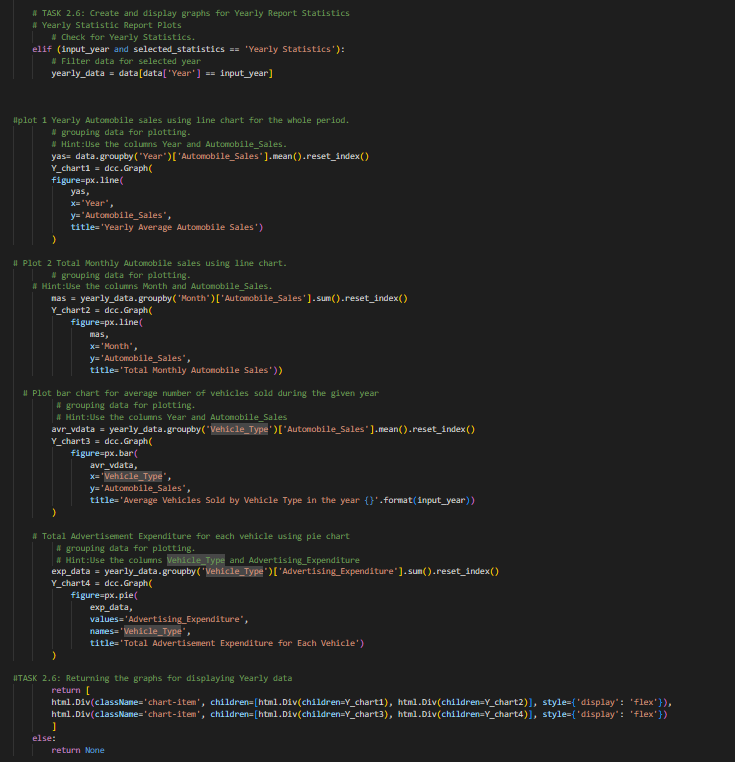 # TASK 2.6: Create and display graphs for Yearly Report Statistics
# Yearly Statistic Report Plots
# Check for Yearly Statistics.
elif (input_year and selected_statistics == 'Yearly Statistics'):
# Filter data for selected year
yearly_data = data[data['Year'] == input_year]
#plot 1 Yearly Automobile sales using line chart for the whole period.
# grouping data for plotting.
# Hint:Use the columns Year and Automobile_Sales.
yas= data.groupby('Year')['Automobile_Sales'].mean().reset_index()
Y_chart1 = dcc.Graph(
figure=px.line(
yas,
x='Year',
y='Automobile_Sales',
title='Yearly Average Automobile Sales')
)
# Plot 2 Total Monthly Automobile sales using line chart.
# grouping data for plotting.
# Hint:Use the columns Month and Automobile_Sales.
mas = yearly_data.groupby('Month')['Automobile_Sales'].sum().reset_index()
Y_chart2 = dcc.Graph(
figure=px.line(
mas,
x='Month',
y='Automobile_Sales',
title='Total Monthly Automobile Sales'))
# Plot bar chart for average number of vehicles sold during the given year
# grouping data for plotting.
# Hint:Use the columns Year and Automobile_Sales
avr_vdata = yearly_data.groupby('Vehicle_Type')['Automobile_Sales'].mean().reset_index()
Y_chart3 = dcc.Graph(
figure=px.bar(
avr_vdata,
x='Vehicle_Type',
y='Automobile_Sales',
title='Average Vehicles Sold by Vehicle Type in the year {}'.format(input_year))
)
# Total Advertisement Expenditure for each vehicle using pie chart
# grouping data for plotting.
# Hint:Use the columns Vehicle_Type and Advertising_Expenditure
exp_data = yearly_data.groupby('Vehicle_Type')['Advertising_Expenditure'].sum().reset_index()
Y_chart4 = dcc.Graph(
figure=px.pie(
exp_data,
values='Advertising_Expenditure',
names='Vehicle_Type',
title='Total Advertisement Expenditure for Each Vehicle')
)
#TASK 2.6: Returning the graphs for displaying Yearly data
return [
html.Div(className='chart-item', children=[html.Div(children=Y_chart1), html.Div(children=Y_chart2)], style={'display': 'flex'}),
html.Div(className='chart-item', children=[html.Div(children=Y_chart3), html.Div(children=Y_chart4)], style={'display': 'flex'})
]
else:
return None